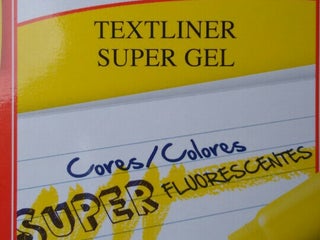 TEXTLINER
SUPER GEL
Cores/Colores
SUPER FLUORESCENTES